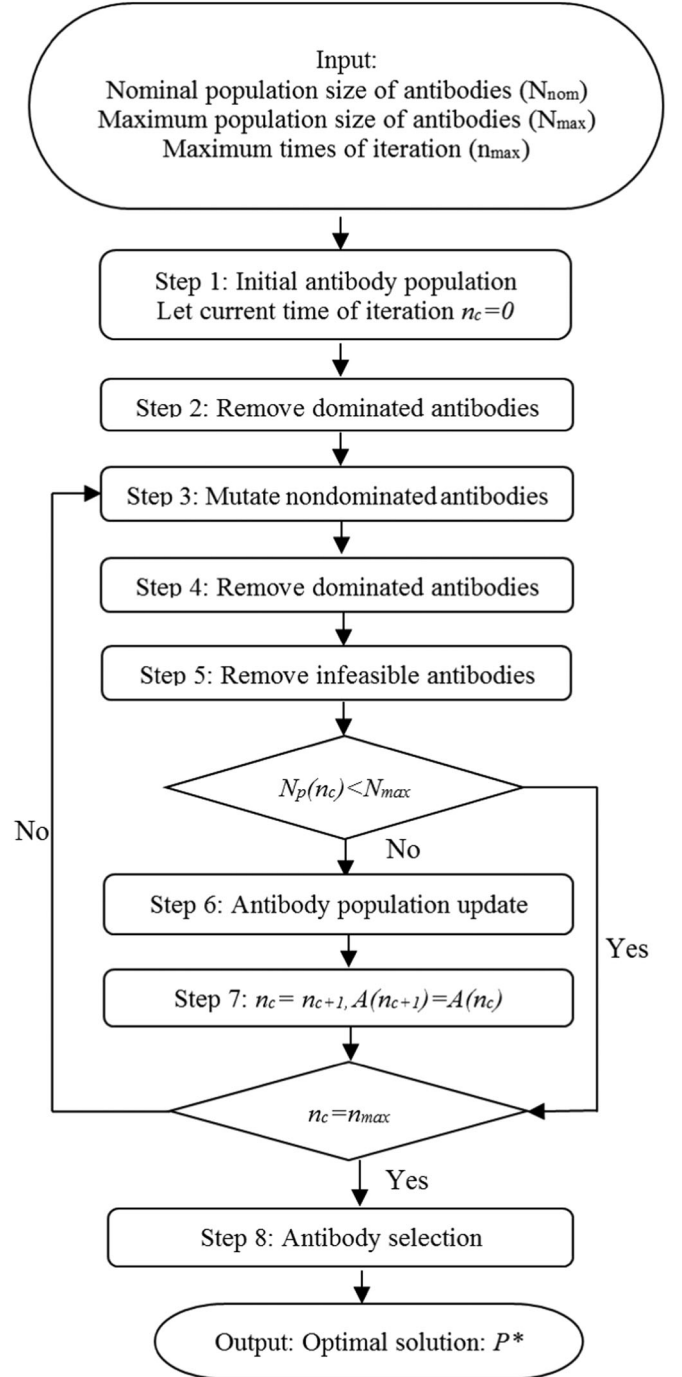 Input:
Nominal population size of antibodies (Nnom)
Maximum population size of antibodies (Nmax)
Maximum times of iteration (nmax)
Step 1: Initial antibody population
Let current time of iteration nc=0
Step 2: Remove dominated antibodies
Step 3: Mutate nondominated antibodies
Step 4: Remove dominated antibodies
Step 5: Remove infeasible antibodies
Np(nc)<Nmax
No
No
Step 6: Antibody population update
Yes
Step 7: nc= nc+1, A(nc+1)=A(nc)
nc=nmax
Yes
Step 8: Antibody selection
Output: Optimal solution: P*